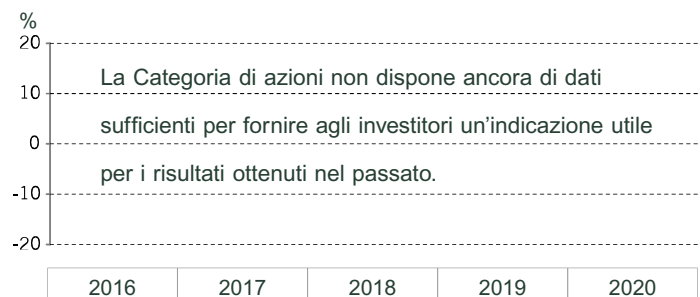 %
20
La Categoria di azioni non dispone ancora di dati
10
sufficienti per fornire agli investitori un'indicazione utile
0
per i risultati ottenuti nel passato.
-10
-20
2016 2017 2018 2019 2020